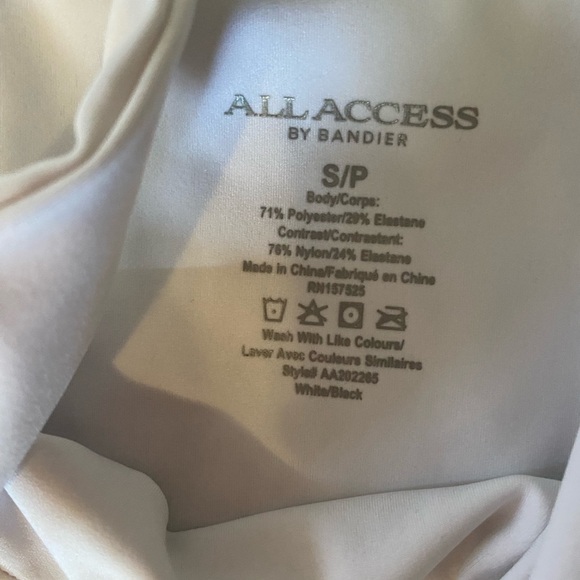 ALL ACCESS
BY BANDIER
S/P
Body/Corps:
71% Polyester/29% Elastane
Contrast/Contrastant:
76% Nylon/24% Elastane
Made in China/Fabriqué en China
RN157525
Wash With Like Colours/
Laver Avec Couleurs Similaires
Style# AA202265
White/Black